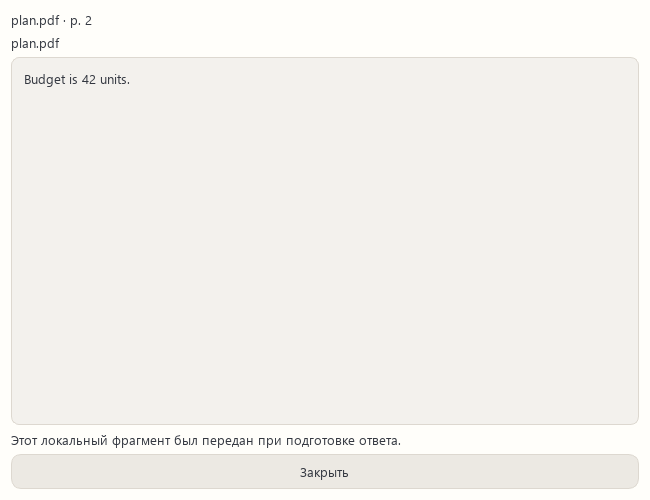 plan.pdf · p. 2
plan.pdf
Budget is 42 units.
Этот локальный фрагмент был передан при подготовке ответа.
Закрыть